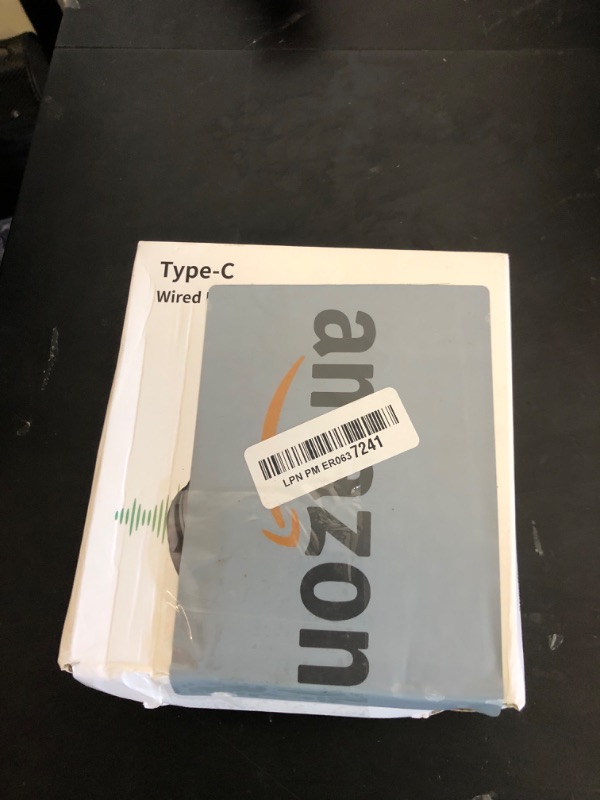 Type-C
Wired
amazon
LPN PM ER0637241